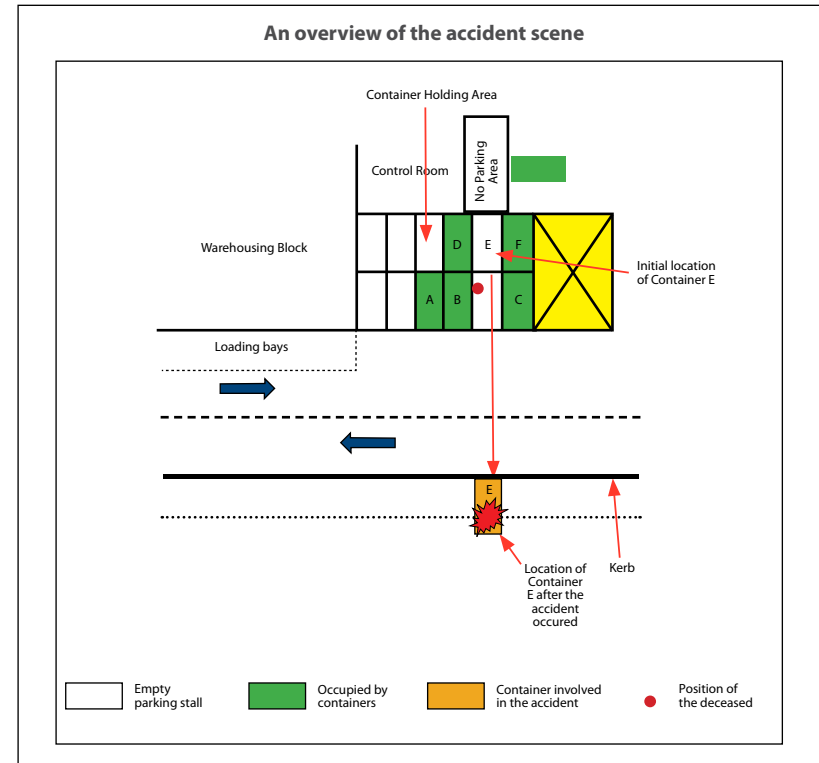 An overview of the accident scene
Container Holding Area
Control Room
No Parking
Area
Warehousing Block
D
E
F
Initial location
of Container E
A
B
C
Loading bays
E
Location of
Container
E after the
accident
occured
Kerb
Empty
parking stall
Occupied by
containers
Container involved
in the accident
Position of
the deceased